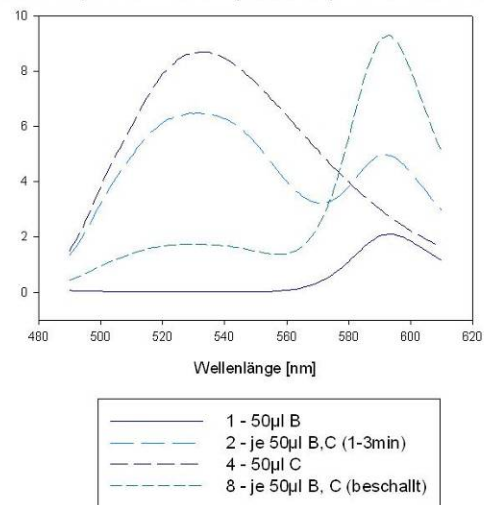 10
8
6
4
2
0
480 500 520 540 560 580 600 620
Wellenlänge [nm]
1 - 50µl B
2 - je 50µl B,C (1-3min)
4 - 50µl C
8 - je 50µl B, C (beschallt)